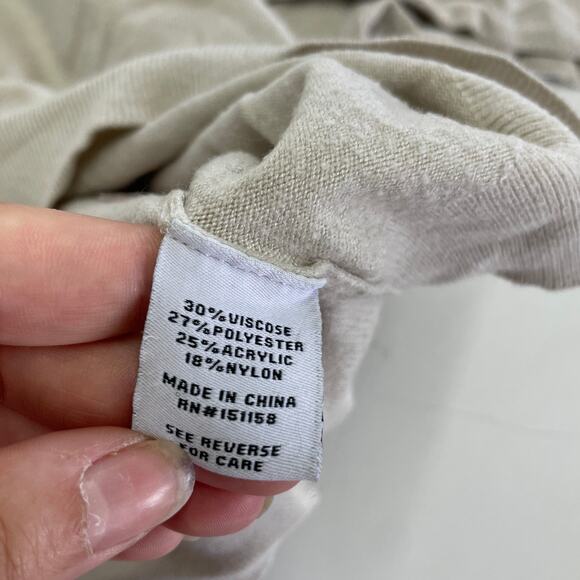 30%VISCOSE
27%POLYESTER
25%ACRYLIC
18%NYLON
MADE IN CHINA
RN#151158
SEE REVERSE
FOR CARE